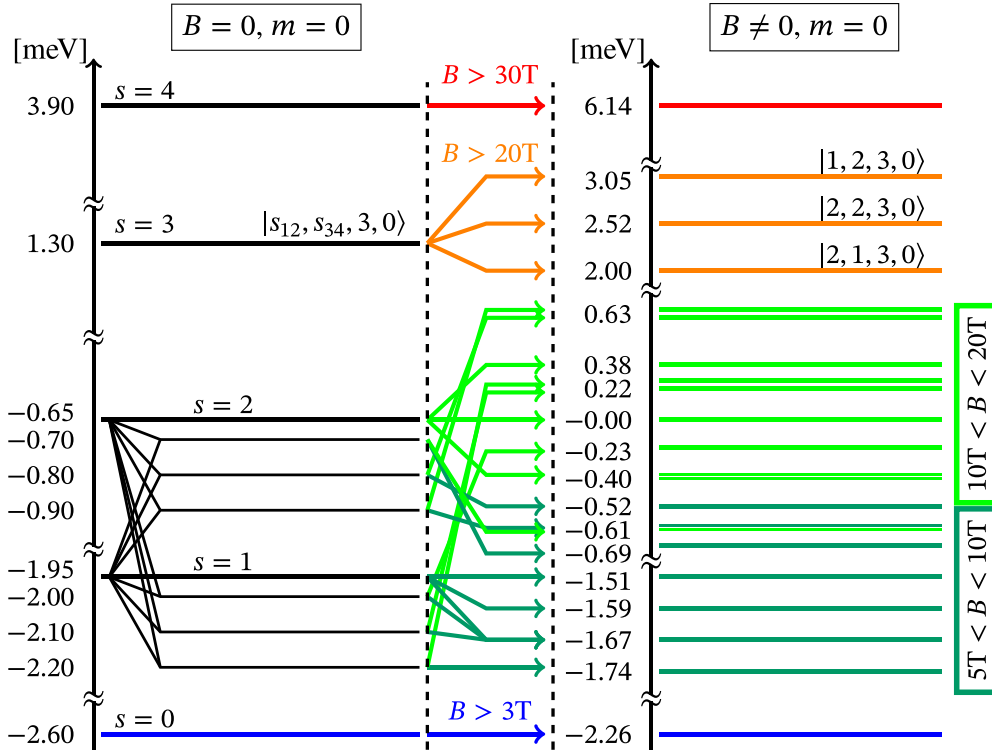 B = 0, m = 0
B ≠ 0, m = 0
[meV]
[meV]
s = 4
B > 30T
3.90
6.14
B > 20T
|1, 2, 3, 0⟩
3.05
s = 3
|s₁₂, s₃₄, 3, 0⟩
|2, 2, 3, 0⟩
1.30
2.52
|2, 1, 3, 0⟩
2.00
0.63
0.38
0.22
−0.65
s = 2
−0.00
−0.70
−0.23
−0.80
−0.40
−0.90
−0.52
−0.61
−0.69
10T < B < 20T
−1.95
s = 1
−1.51
−2.00
−1.59
−2.10
−1.67
−2.20
−1.74
5T < B < 10T
s = 0
B > 3T
−2.60
−2.26